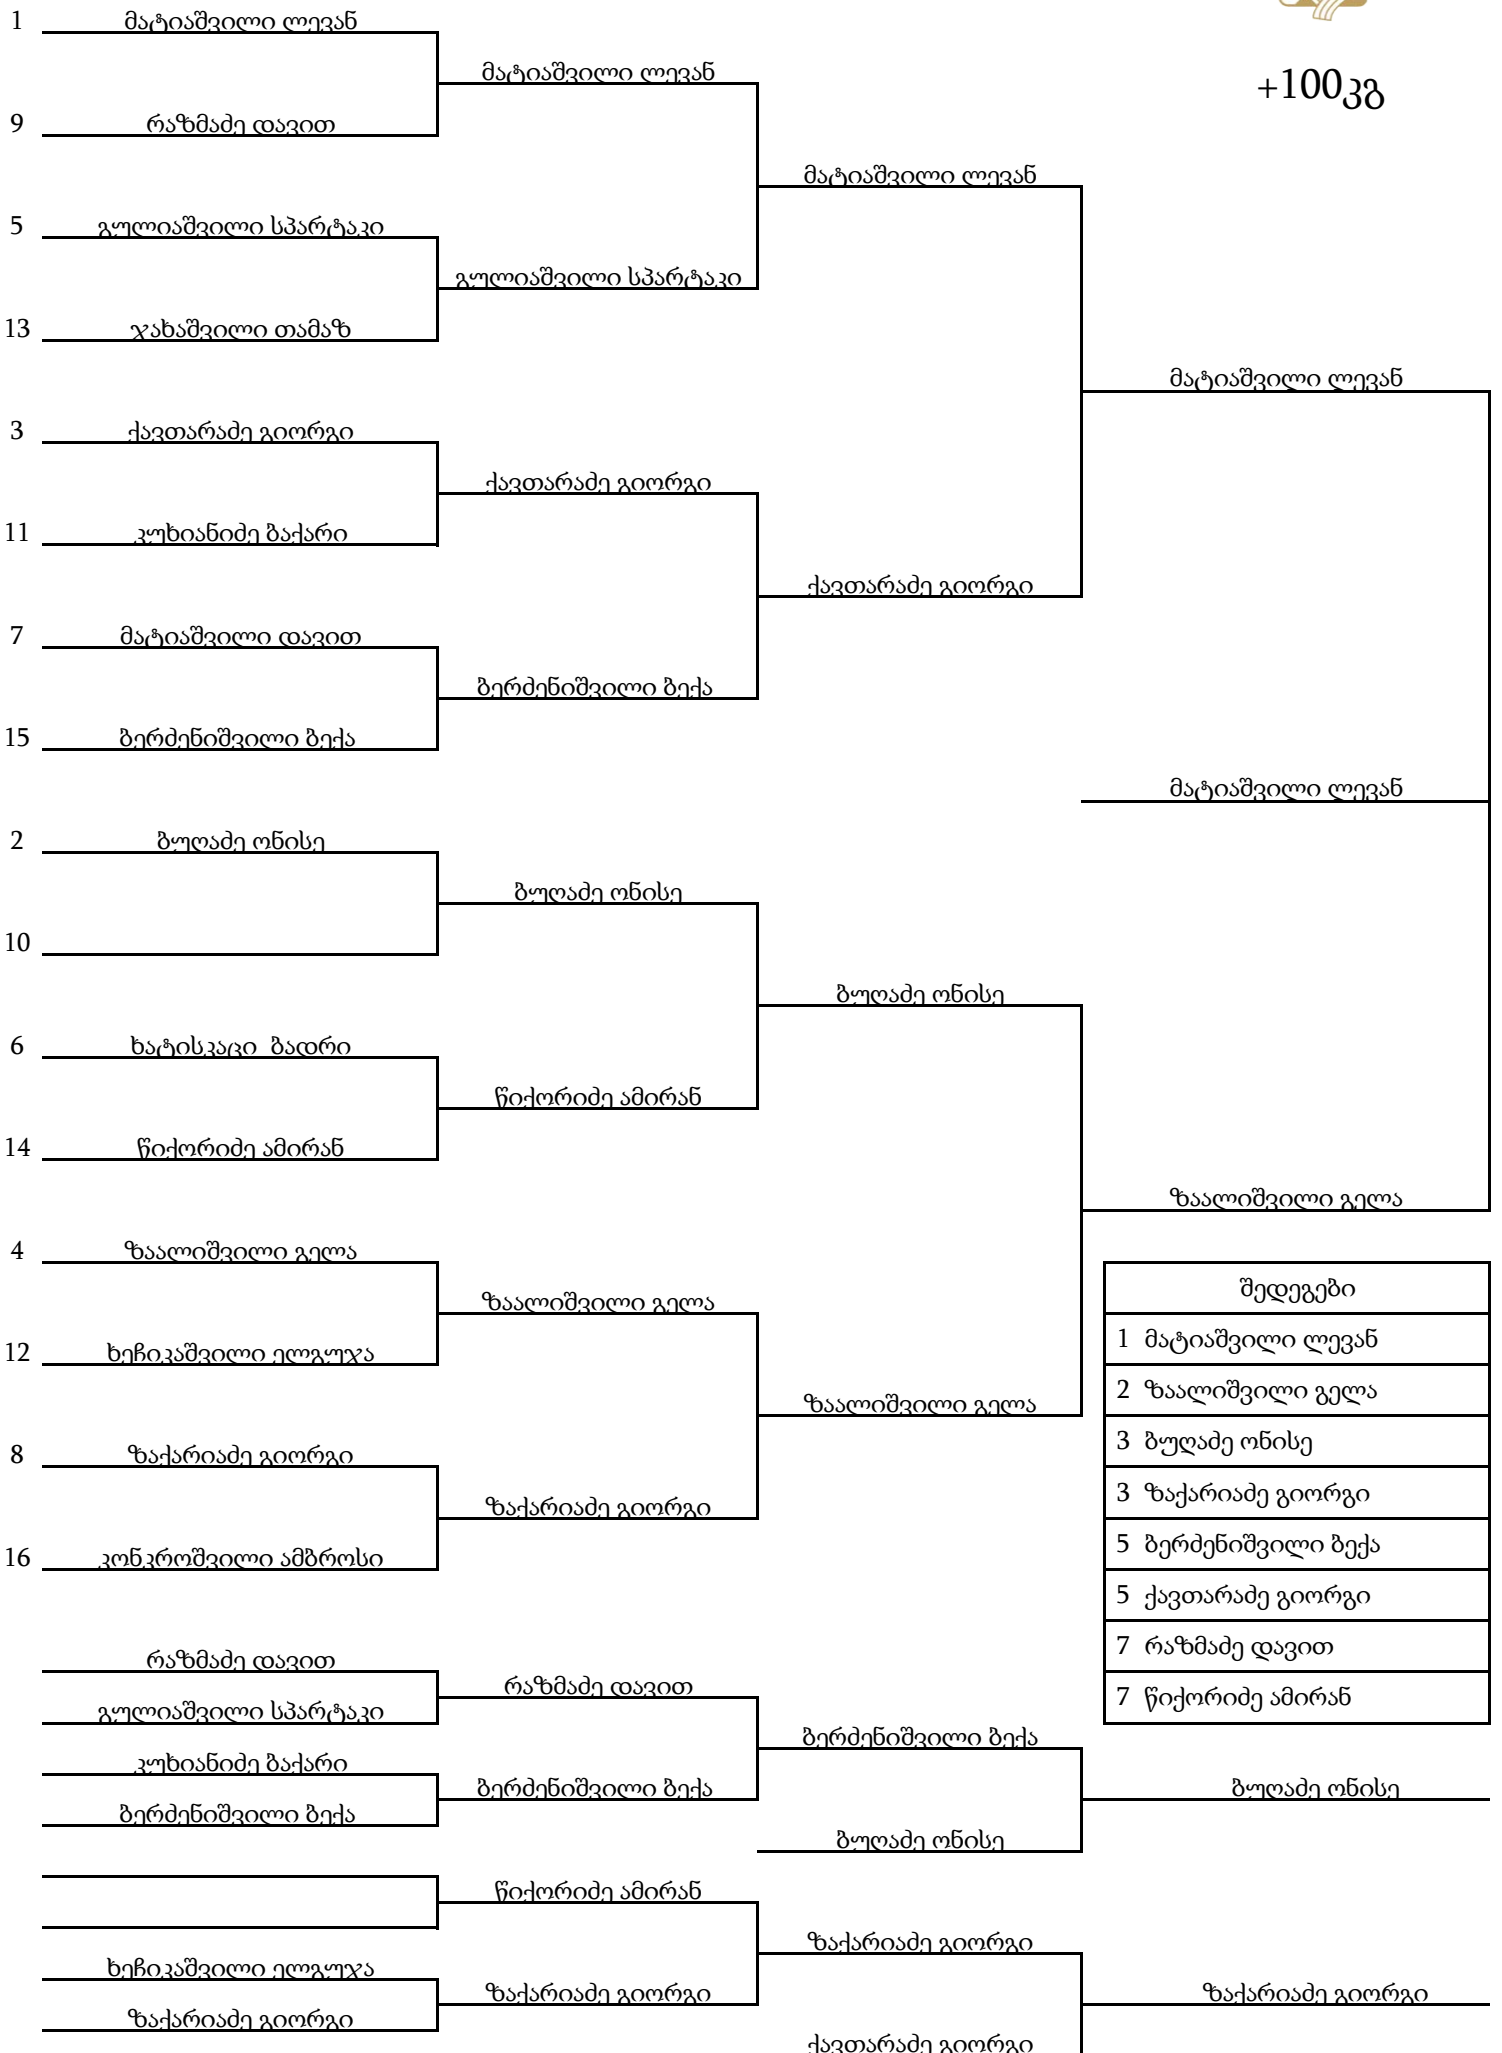 1 მატიაშვილი ლევან
მატიაშვილი ლევან
+100კგ
9 რაზმაძე დავით
მატიაშვილი ლევან
5 გულიაშვილი სპარტაკი
გულიაშვილი სპარტაკი
13 ჯახაშვილი თამაზ
მატიაშვილი ლევან
3 ქავთარაძე გიორგი
ქავთარაძე გიორგი
11 კუხიანიძე ბაქარი
ქავთარაძე გიორგი
7 მატიაშვილი დავით
ბერძენიშვილი ბექა
15 ბერძენიშვილი ბექა
მატიაშვილი ლევან
2 ბუღაძე ონისე
ბუღაძე ონისე
10
ბუღაძე ონისე
6 ხატისკაცი ბადრი
წიქორიძე ამირან
14 წიქორიძე ამირან
ზაალიშვილი გელა
4 ზაალიშვილი გელა
ზაალიშვილი გელა
12 ხეჩიკაშვილი ელგუჯა
ზაალიშვილი გელა
8 ზაქარიაძე გიორგი
ზაქარიაძე გიორგი
16 კონკროშვილი ამბროსი
შედეგები
1 მატიაშვილი ლევან
2 ზაალიშვილი გელა
3 ბუღაძე ონისე
3 ზაქარიაძე გიორგი
5 ბერძენიშვილი ბექა
5 ქავთარაძე გიორგი
7 რაზმაძე დავით
7 წიქორიძე ამირან
რაზმაძე დავით
რაზმაძე დავით
გულიაშვილი სპარტაკი
ბერძენიშვილი ბექა
კუხიანიძე ბაქარი
ბერძენიშვილი ბექა
ბუღაძე ონისე
ბერძენიშვილი ბექა
ბუღაძე ონისე
წიქორიძე ამირან
ზაქარიაძე გიორგი
ხეჩიკაშვილი ელგუჯა
ზაქარიაძე გიორგი
ზაქარიაძე გიორგი
ზაქარიაძე გიორგი
ქავთარაძე გიორგი